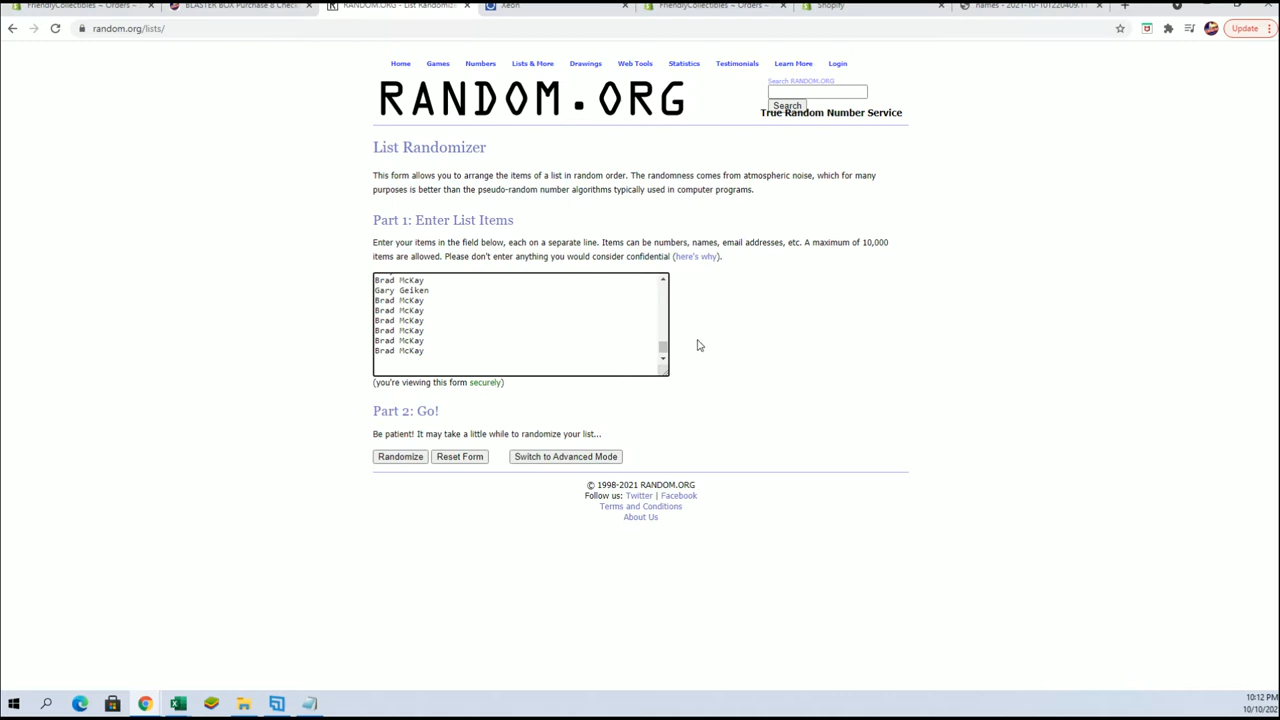 FriendlyCollectibles ~ Orders ~
BLASTER BOX Purchase 8 Check
RANDOM.ORG - List Randomizer
Xeon
FriendlyCollectibles ~ Orders ~
Shopify
names - 2021-10-10
random.org/lists/
Update
Home Games Numbers Lists & More Drawings Web Tools Statistics Testimonials Learn More Login
Search RANDOM.ORG
RANDOM.ORG
Search
True Random Number Service
List Randomizer
This form allows you to arrange the items of a list in random order. The randomness comes from atmospheric noise, which for many
purposes is better than the pseudo-random number algorithms typically used in computer programs.
Part 1: Enter List Items
Enter your items in the field below, each on a separate line. Items can be numbers, names, email addresses, etc. A maximum of 10,000
items are allowed. Please don't enter anything you would consider confidential (here's why).
Brad McKay
Gary Geiken
Brad McKay
Brad McKay
Brad McKay
Brad McKay
Brad McKay
Brad McKay
(you're viewing this form securely)
Part 2: Go!
Be patient! It may take a little while to randomize your list...
Randomize Reset Form Switch to Advanced Mode
© 1998-2021 RANDOM.ORG
Follow us: Twitter | Facebook
Terms and Conditions
About Us
10:12 PM
10/10/202